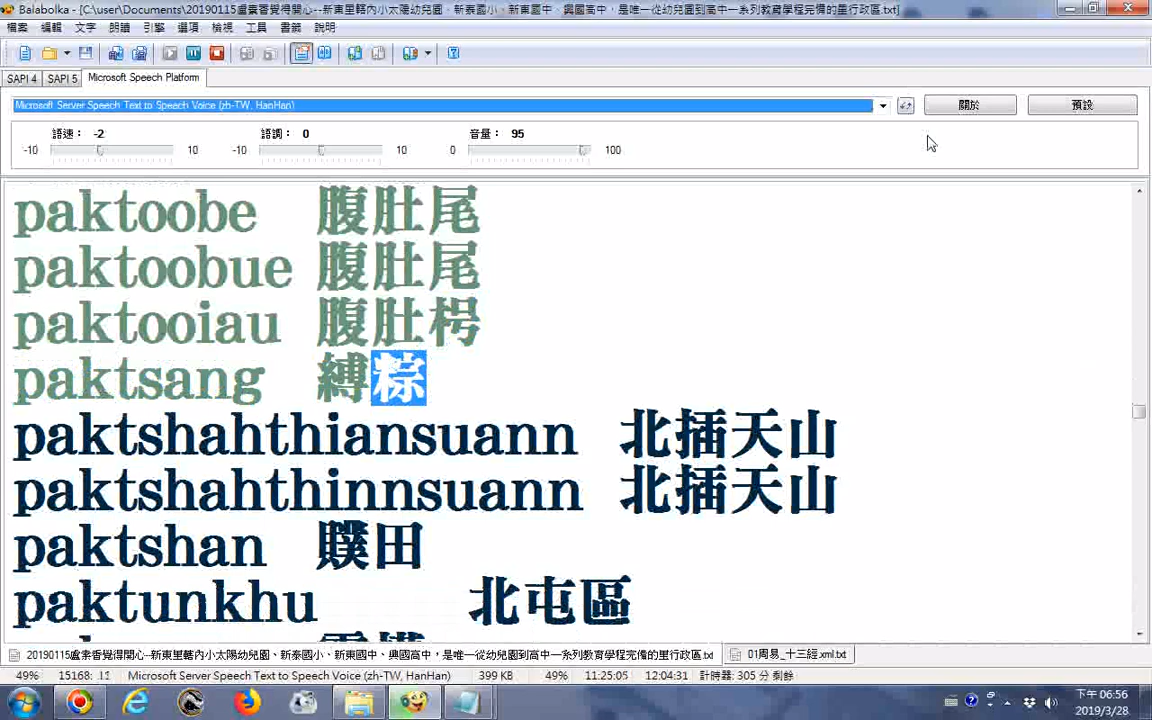 Balabolka - [C:\user\Documents\20190115盧素香覺得開心--新東里轄內小太陽幼兒園、新泰國小、新東國中、興國高中，是唯一從幼兒園到高中一系列教育學程完備的里行政區.txt]
檔案 編輯 文字 朗讀 引擎 選項 檢視 工具 書籤 說明
SAPI 4 SAPI 5 Microsoft Speech Platform
Microsoft Server Speech Text to Speech Voice (zh-TW, HanHan) 關於 預設
語速： -2 語調： 0 音量： 95
-10 10 -10 10 0 100
paktoobe 腹肚尾
paktoobue 腹肚尾
paktooiau 腹肚枵
paktsang 縛粽
paktshahthiansuann 北插天山
paktshahthinnsuann 北插天山
paktshan 贌田
paktunkhu 北屯區
20190115盧素香覺得開心--新東里轄內小太陽幼兒園、新泰國小、新東國中、興國高中，是唯一從幼兒園到高中一系列教育學程完備的里行政區.txt 01周易_十三經.txt
49% 15168: 11 Microsoft Server Speech Text to Speech Voice (zh-TW, HanHan) 399 KB 49% 11:25:05 12:04:31 計時器: 305 分 剩餘
下午 06:56
2019/3/28